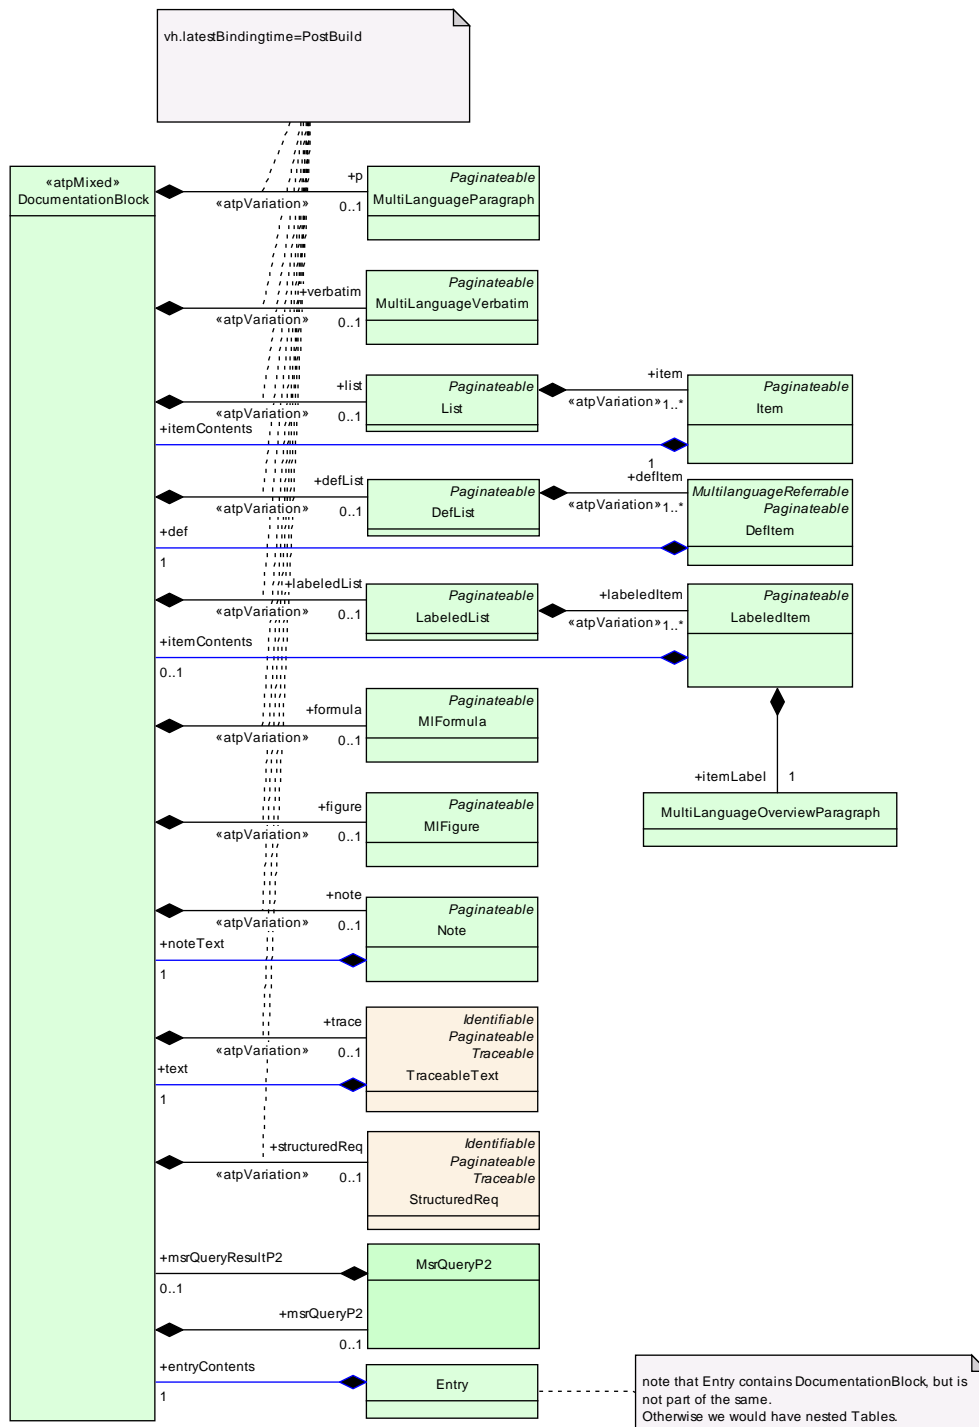 vh.latestBindingtime=PostBuild
«atpMixed»
DocumentationBlock
+p
«atpVariation»
0..1
Paginateable
MultiLanguageParagraph
+verbatim
«atpVariation»
0..1
Paginateable
MultiLanguageVerbatim
+list
«atpVariation»
0..1
Paginateable
List
+item
«atpVariation»
1..*
Paginateable
Item
+itemContents
1
+defList
«atpVariation»
0..1
Paginateable
DefList
+defItem
«atpVariation»
1..*
MultilanguageReferrable
Paginateable
DefItem
+def
1
+labeledList
«atpVariation»
0..1
Paginateable
LabeledList
+labeledItem
«atpVariation»
1..*
Paginateable
LabeledItem
+itemContents
0..1
+formula
«atpVariation»
0..1
Paginateable
MlFormula
+itemLabel
1
MultiLanguageOverviewParagraph
+figure
«atpVariation»
0..1
Paginateable
MlFigure
+note
«atpVariation»
0..1
Paginateable
Note
+noteText
1
+trace
«atpVariation»
0..1
Identifiable
Paginateable
Traceable
TraceableText
+text
1
+structuredReq
«atpVariation»
0..1
Identifiable
Paginateable
Traceable
StructuredReq
+msrQueryResultP2
0..1
MsrQueryP2
+msrQueryP2
0..1
+entryContents
1
Entry
note that Entry contains DocumentationBlock, but is
not part of the same.
Otherwise we would have nested Tables.